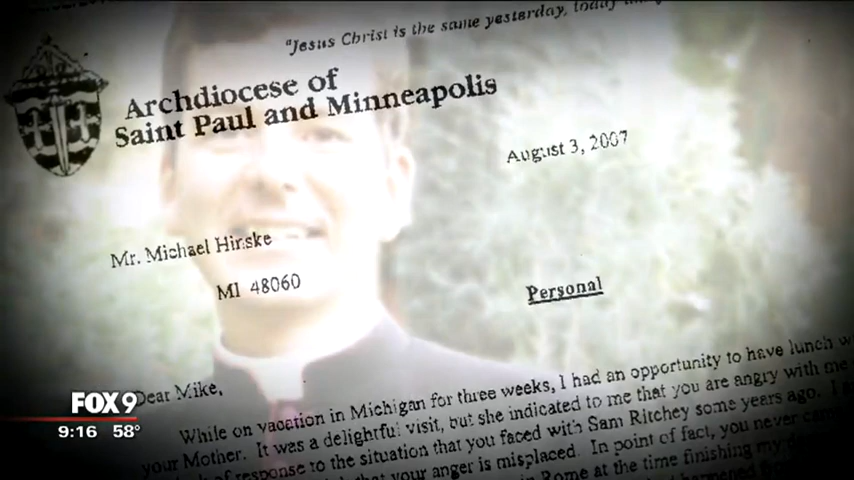 "Jesus Christ is the same yesterday, today
Archdiocese of
Saint Paul and Minneapolis
August 3, 2007
Mr. Michael Hinske
MI 48060
Personal
Dear Mike,
While on vacation in Michigan for three weeks, I had an opportunity to have lunch
your Mother. It was a delightful visit, but she indicated to me that you are angry with me
of response to the situation that you faced with Sam Ritchey some years ago. I
that your anger is misplaced. In point of fact, you never
in Rome at the time finishing my
FOX 9
9:16 58°